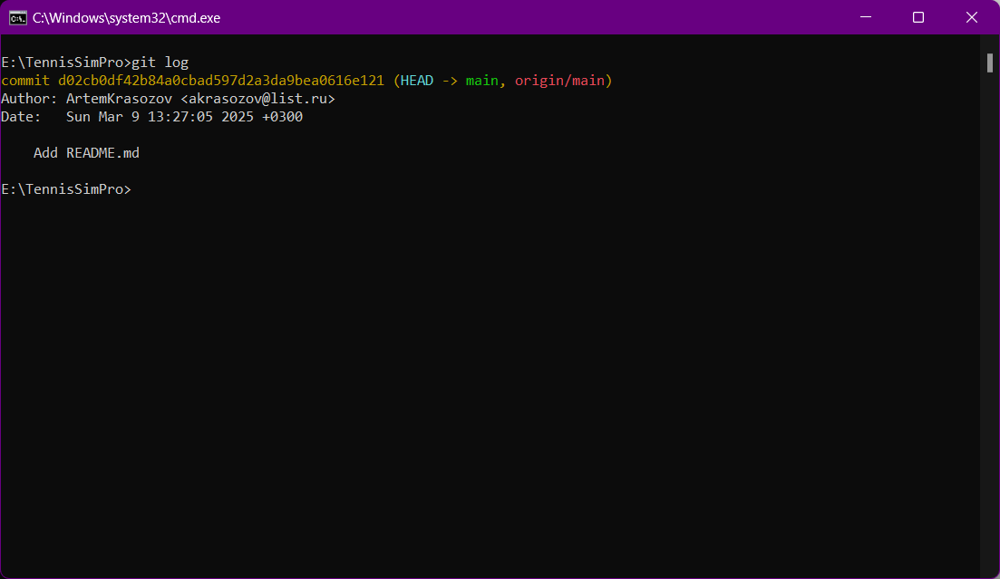 C:\Windows\system32\cmd.exe
E:\TennisSimPro>git log
commit d02cb0df42b84a0cbad597d2a3da9bea0616e121 (HEAD -> main, origin/main)
Author: ArtemKrasozov <akrasozov@list.ru>
Date:   Sun Mar 9 13:27:05 2025 +0300
    Add README.md
E:\TennisSimPro>